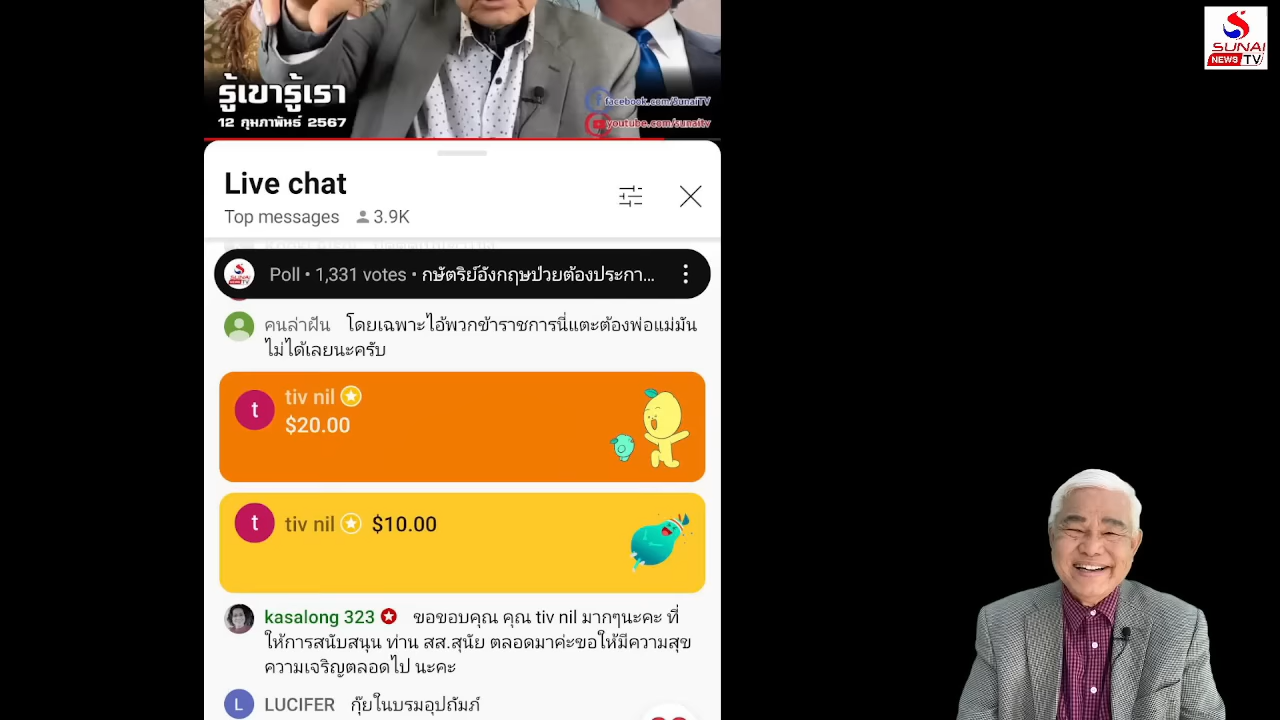 SUNAI
NEWS TV
รู้เขารู้เรา
12 กุมภาพันธ์ 2567
facebook.com/SunaiTV
youtube.com/sunaitv
Live chat
Top messages 3.9K
Poll • 1,331 votes • กษัตริย์อังกฤษป่วยต้องประกา...
คนล่าฝัน โดยเฉพาะไอ้พวกข้าราชการนี่แตะต้องพ่อแม่มัน
ไม่ได้เลยนะครับ
t tiv nil
$20.00
t tiv nil $10.00
kasalong 323 ขอขอบคุณ คุณ tiv nil มากๆนะคะ ที่
ให้การสนับสนุน ท่าน สส.สุนัย ตลอดมาค่ะขอให้มีความสุข
ความเจริญตลอดไป นะคะ
L LUCIFER กุ๊ยในบรมอุปถัมภ์